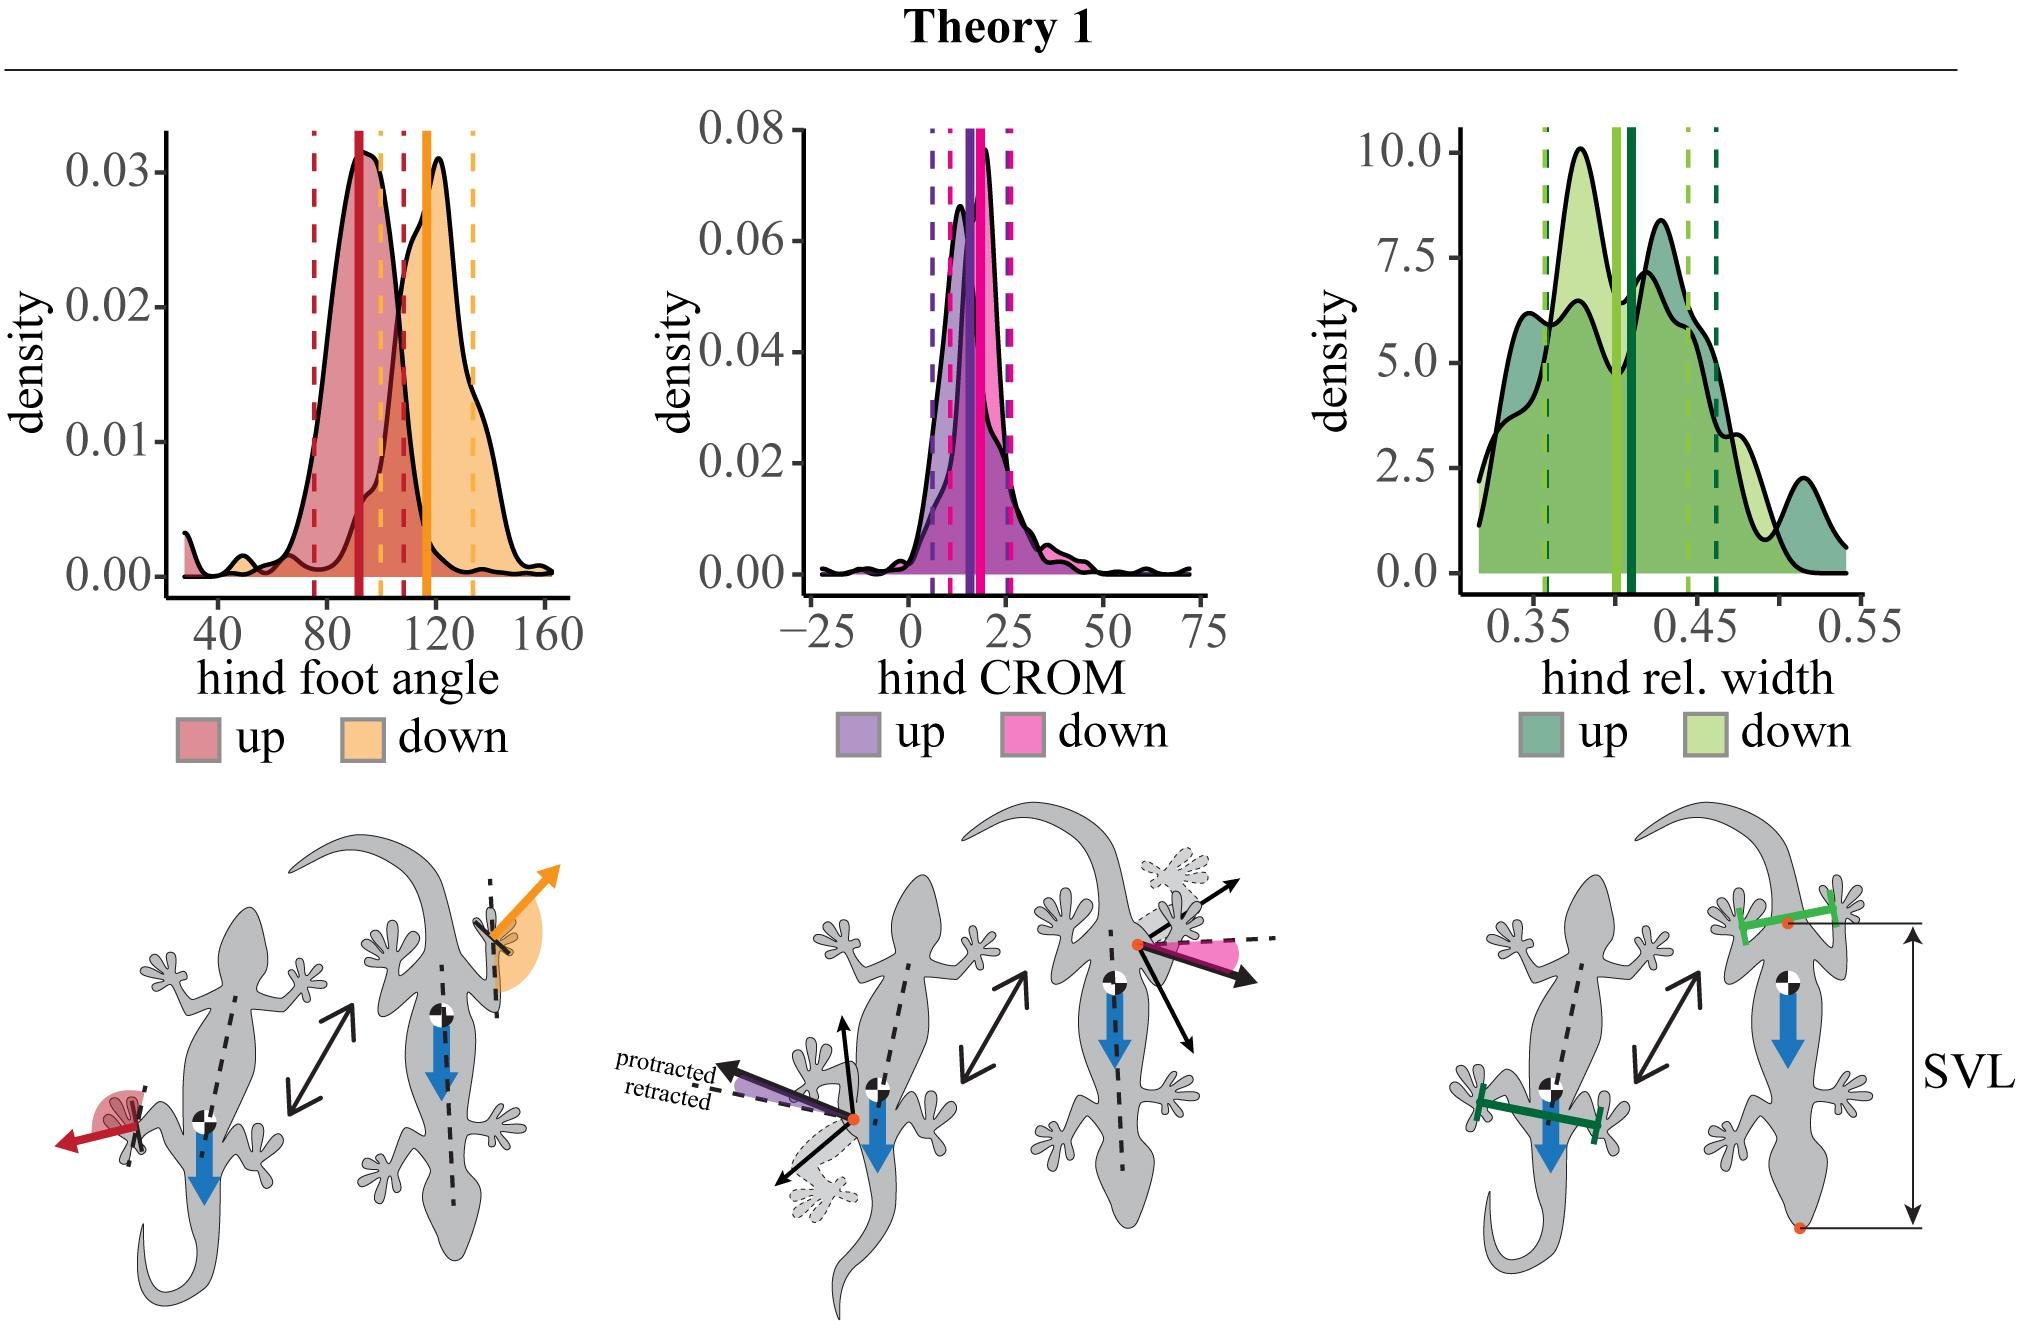 Theory 1
density
0.03
0.02
0.01
0.00
40 80 120 160
hind foot angle
up down
density
0.08
0.06
0.04
0.02
0.00
−25 0 25 50 75
hind CROM
up down
density
10.0
7.5
5.0
2.5
0.0
0.35 0.45 0.55
hind rel. width
up down
protracted
retracted
SVL